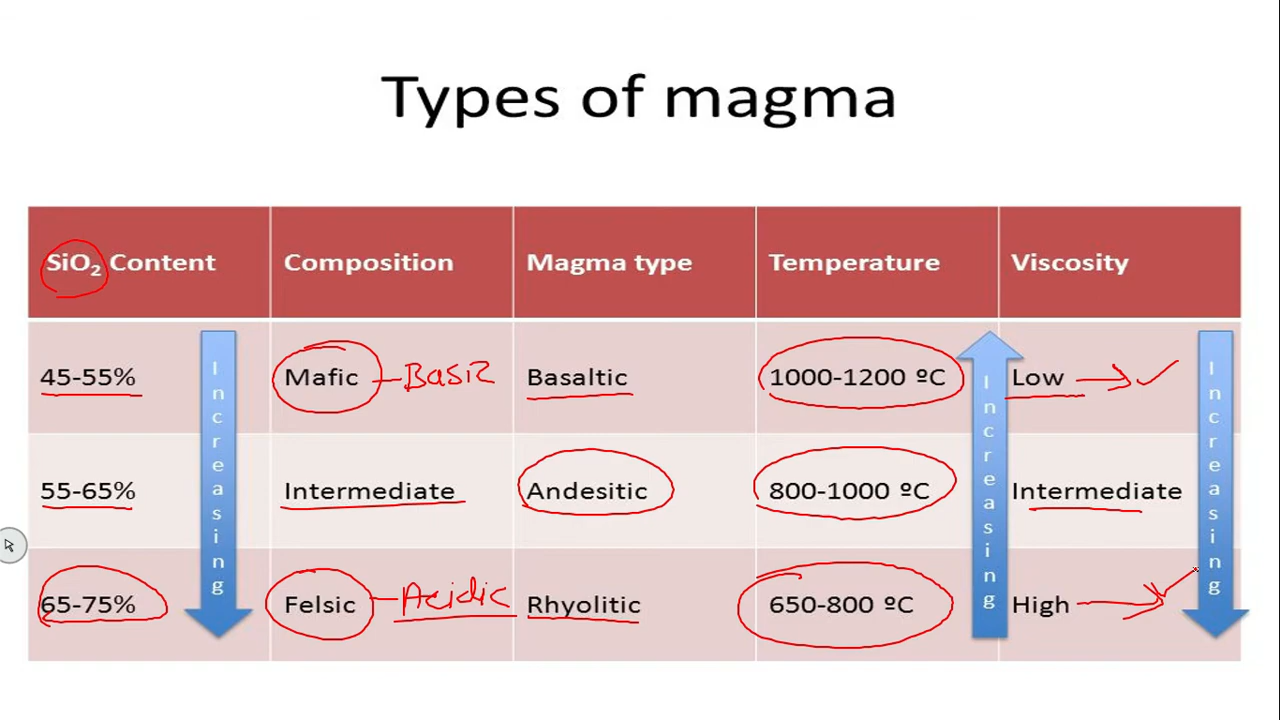 Types of magma
SiO₂ Content Composition Magma type Temperature Viscosity
45-55% Mafic Basic Basaltic 1000-1200 ºC Low
55-65% Intermediate Andesitic 800-1000 ºC Intermediate
65-75% Felsic Acidic Rhyolitic 650-800 ºC High
Increasing
Increasing
Increasing